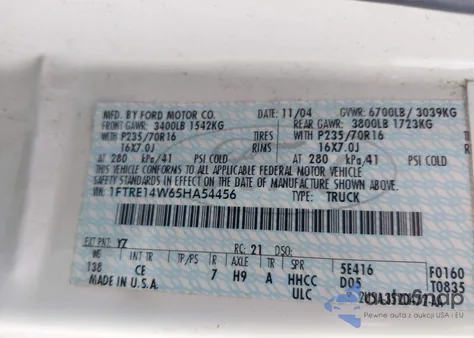 MFD. BY FORD MOTOR CO.
DATE: 11/04 GVWR: 6700LB/ 3039KG
FRONT GAWR: 3400LB 1542KG
REAR GAWR: 3800LB 1723KG
WITH P235/70R16 TIRES WITH P235/70R16
16X7.0J RIMS 16X7.0J
AT 280 kPa/41 PSI COLD AT 280 kPa/41 PSI COLD
THIS VEHICLE CONFORMS TO ALL APPLICABLE FEDERAL MOTOR VEHICLE
SAFETY STANDARDS IN EFFECT ON THE DATE OF MANUFACTURE SHOWN ABOVE.
VIN: 1FTRE14W65HA54456
TYPE: TRUCK
EXT PNT: Y7 RC: 21 DSO:
WB INT TR TP/PS R AXLE TR SPR 5E416 F0160
138 CE 7 H9 A HHCC D05 T0835
MADE IN U.S.A. ULC
autosnap
Pewne auta z aukcji USA i EU